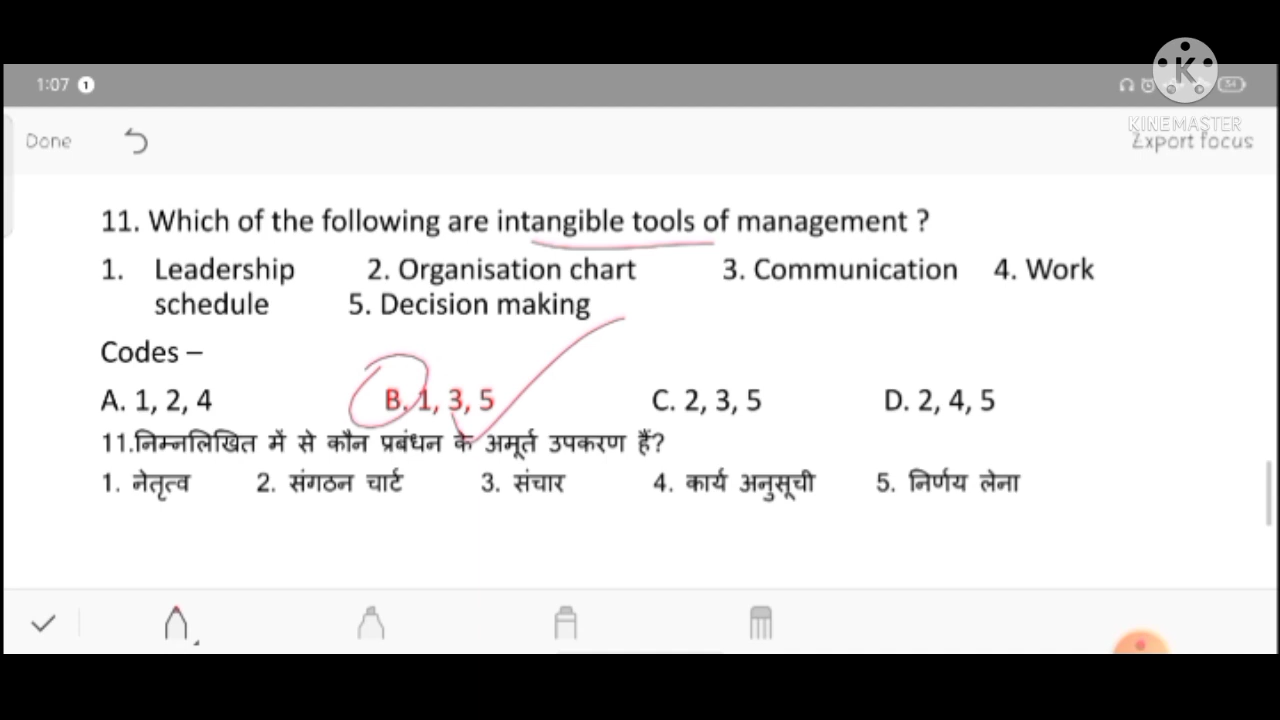 1:07 1
54
KINEMASTER
Done
Export focus
11. Which of the following are intangible tools of management ?
1. Leadership 2. Organisation chart 3. Communication 4. Work
schedule 5. Decision making
Codes –
A. 1, 2, 4 B. 1, 3, 5 C. 2, 3, 5 D. 2, 4, 5
11.निम्नलिखित में से कौन प्रबंधन के अमूर्त उपकरण हैं?
1. नेतृत्व 2. संगठन चार्ट 3. संचार 4. कार्य अनुसूची 5. निर्णय लेना